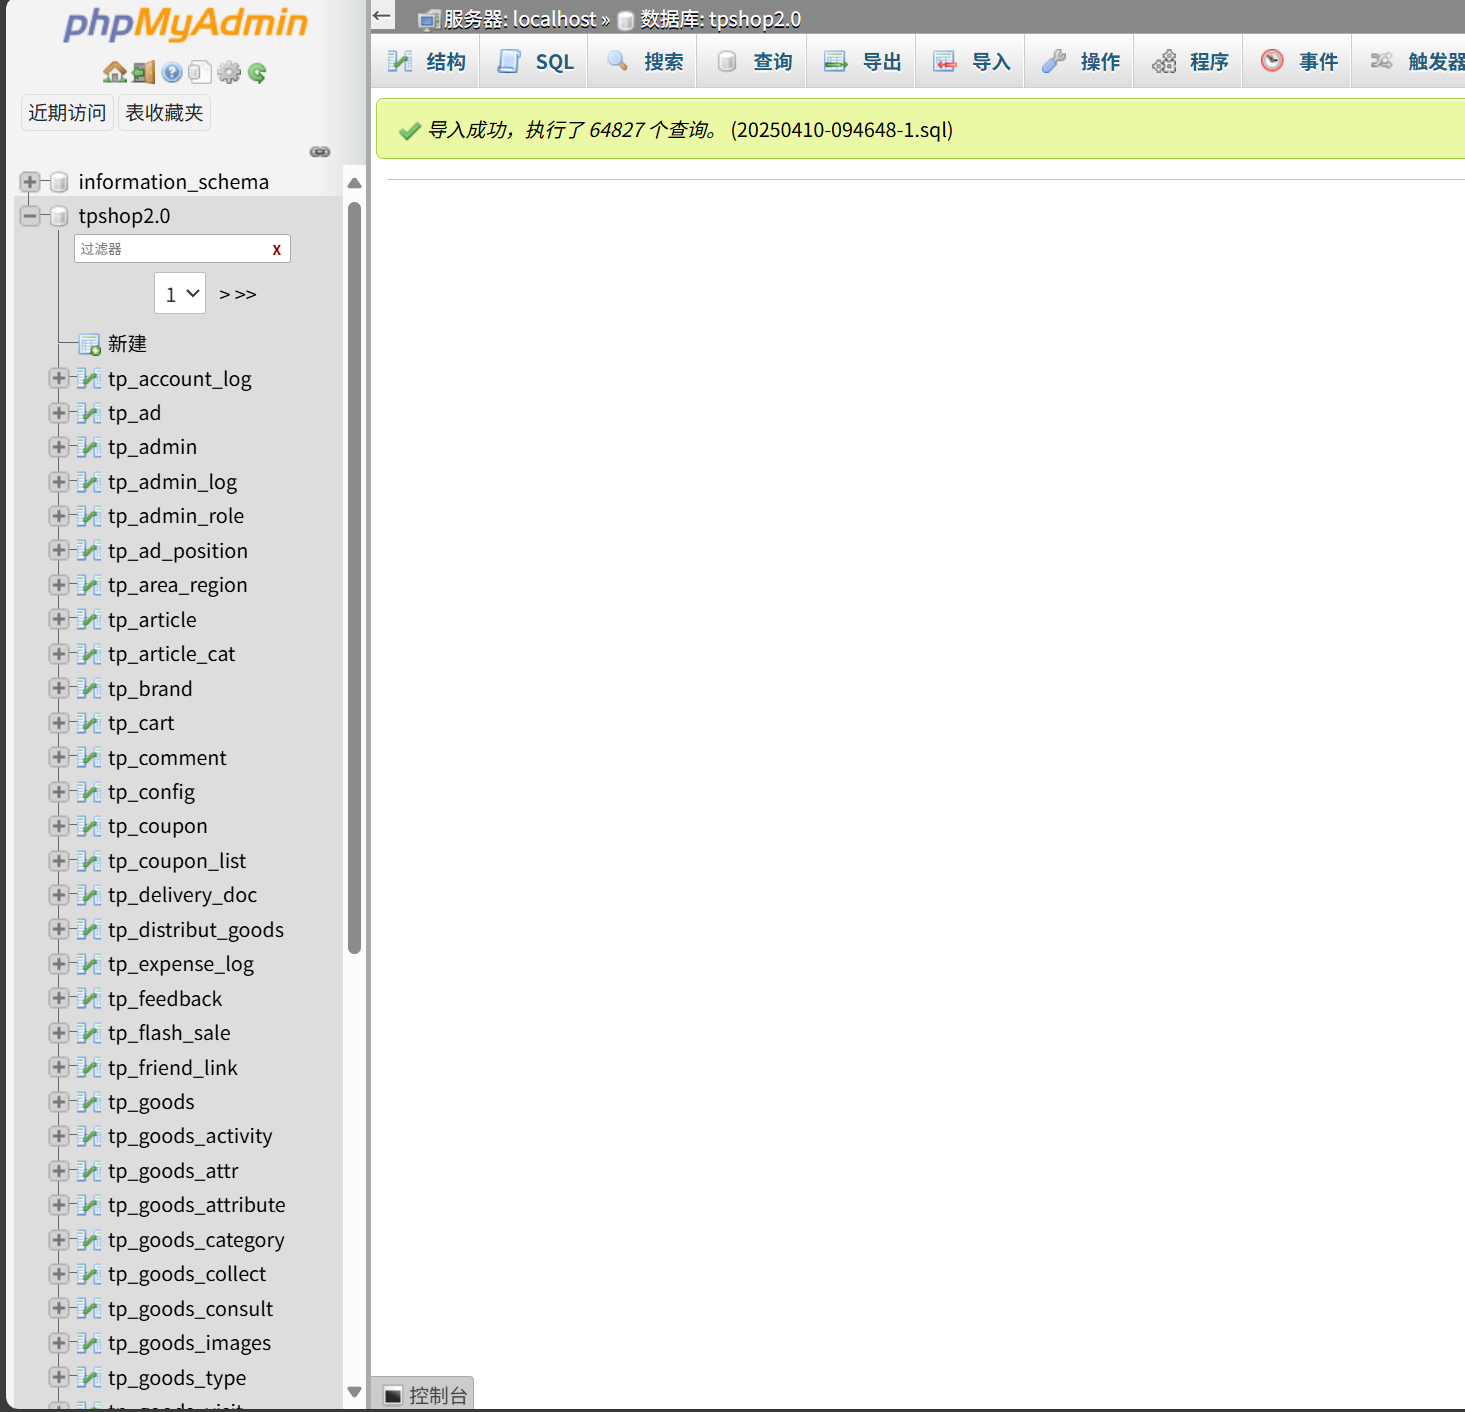 phpMyAdmin
近期访问 表收藏夹
information_schema
tpshop2.0
过滤器 X
1 > >>
新建
tp_account_log
tp_ad
tp_admin
tp_admin_log
tp_admin_role
tp_ad_position
tp_area_region
tp_article
tp_article_cat
tp_brand
tp_cart
tp_comment
tp_config
tp_coupon
tp_coupon_list
tp_delivery_doc
tp_distribut_goods
tp_expense_log
tp_feedback
tp_flash_sale
tp_friend_link
tp_goods
tp_goods_activity
tp_goods_attr
tp_goods_attribute
tp_goods_category
tp_goods_collect
tp_goods_consult
tp_goods_images
tp_goods_type
服务器: localhost » 数据库: tpshop2.0
结构 SQL 搜索 查询 导出 导入 操作 程序 事件 触发器
导入成功，执行了 64827 个查询。 (20250410-094648-1.sql)
控制台